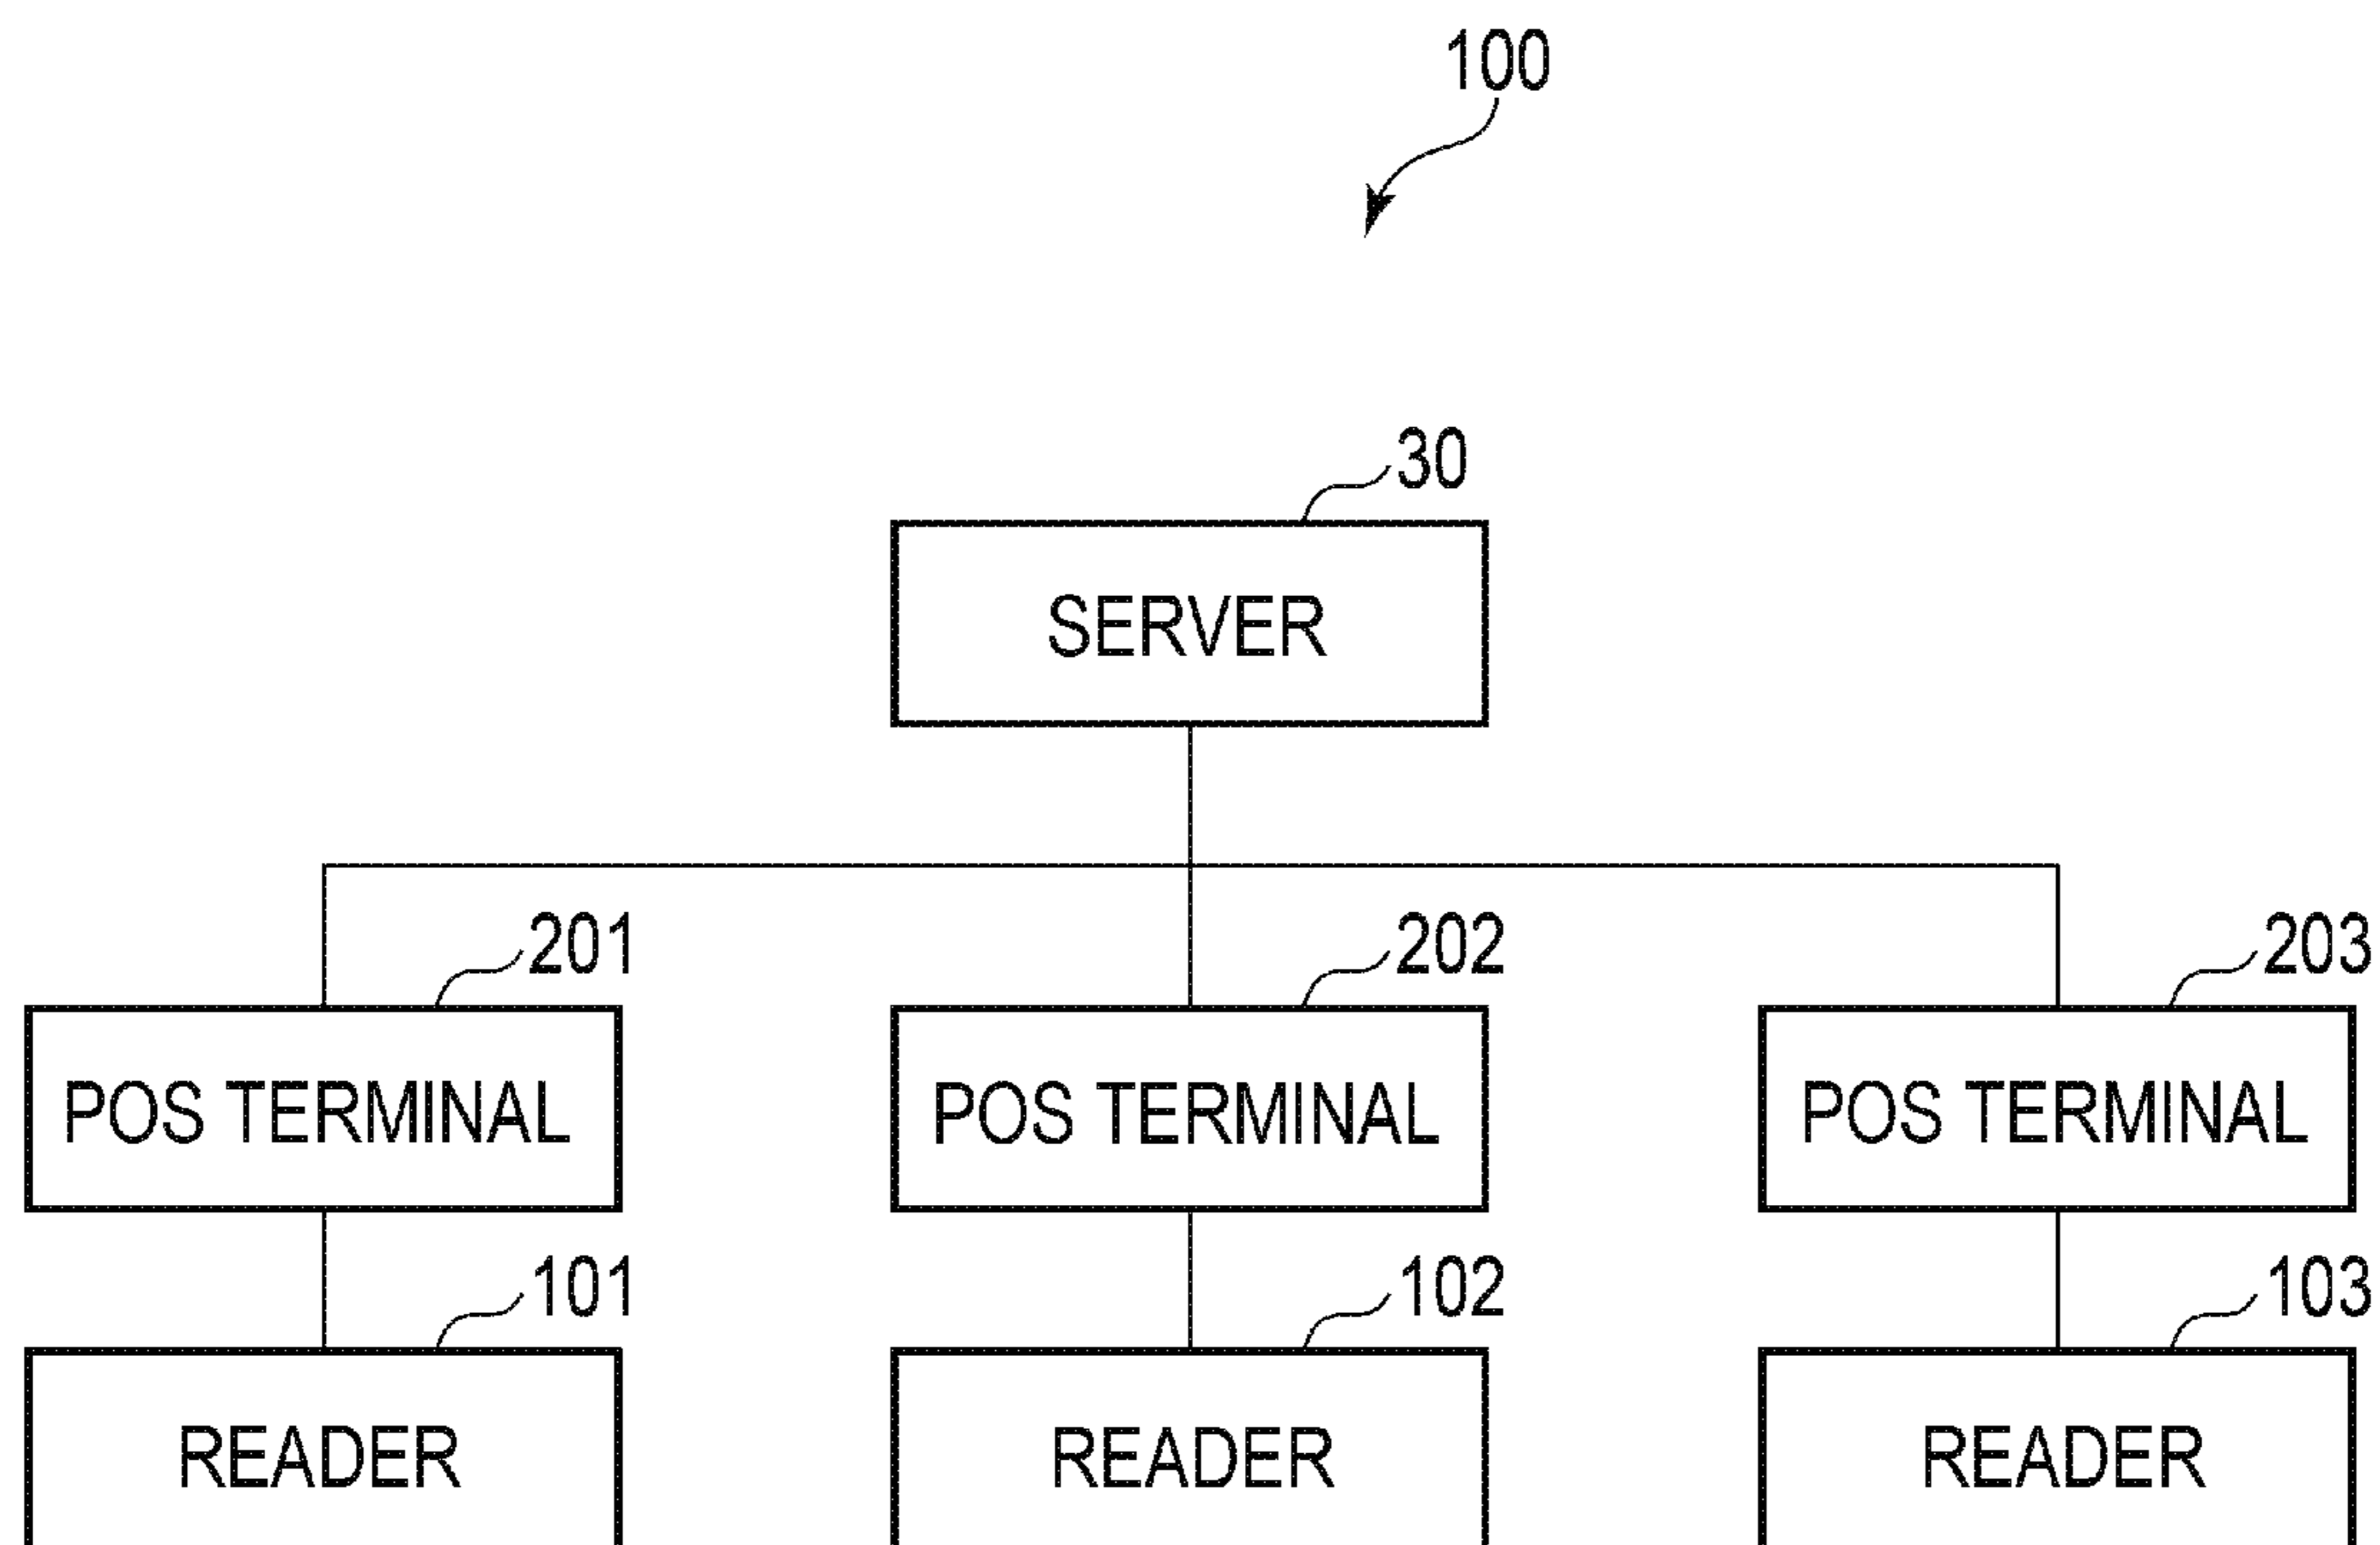 100
30
SERVER
201
202
203
POS TERMINAL
POS TERMINAL
POS TERMINAL
101
102
103
READER
READER
READER